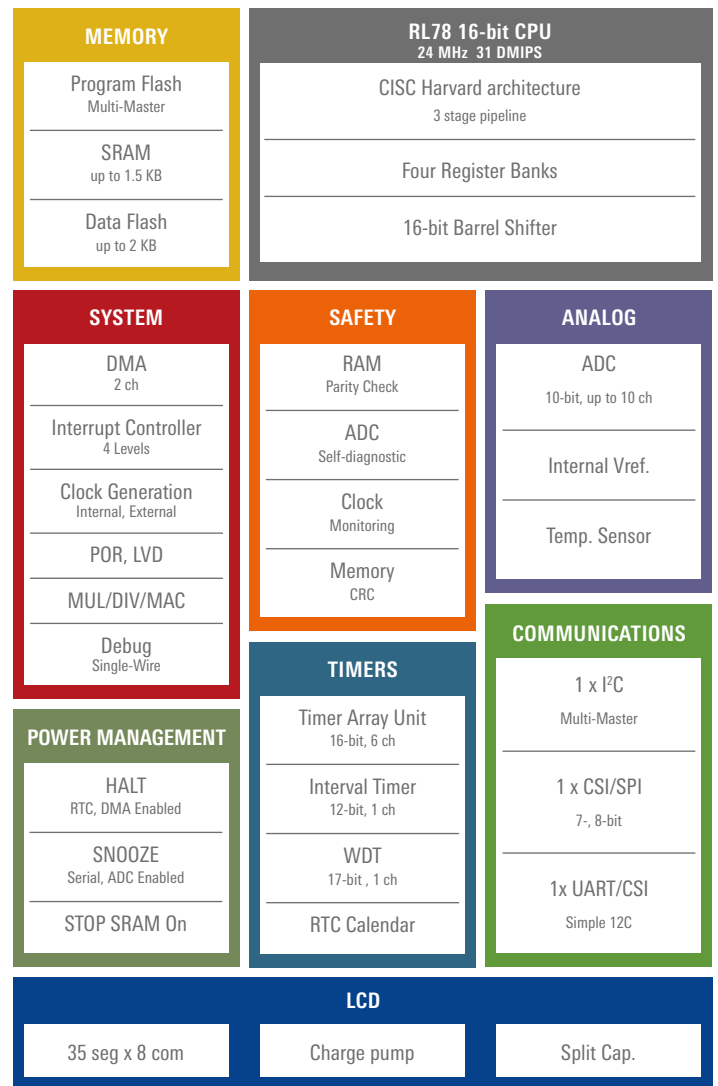 MEMORY
Program Flash
Multi-Master
SRAM
up to 1.5 KB
Data Flash
up to 2 KB
RL78 16-bit CPU
24 MHz 31 DMIPS
CISC Harvard architecture
3 stage pipeline
Four Register Banks
16-bit Barrel Shifter
SYSTEM
DMA
2 ch
Interrupt Controller
4 Levels
Clock Generation
Internal, External
POR, LVD
MUL/DIV/MAC
Debug
Single-Wire
SAFETY
RAM
Parity Check
ADC
Self-diagnostic
Clock
Monitoring
Memory
CRC
ANALOG
ADC
10-bit, up to 10 ch
Internal Vref.
Temp. Sensor
POWER MANAGEMENT
HALT
RTC, DMA Enabled
SNOOZE
Serial, ADC Enabled
STOP SRAM On
TIMERS
Timer Array Unit
16-bit, 6 ch
Interval Timer
12-bit, 1 ch
WDT
17-bit , 1 ch
RTC Calendar
COMMUNICATIONS
1 x I²C
Multi-Master
1 x CSI/SPI
7-, 8-bit
1x UART/CSI
Simple 12C
LCD
35 seg x 8 com
Charge pump
Split Cap.